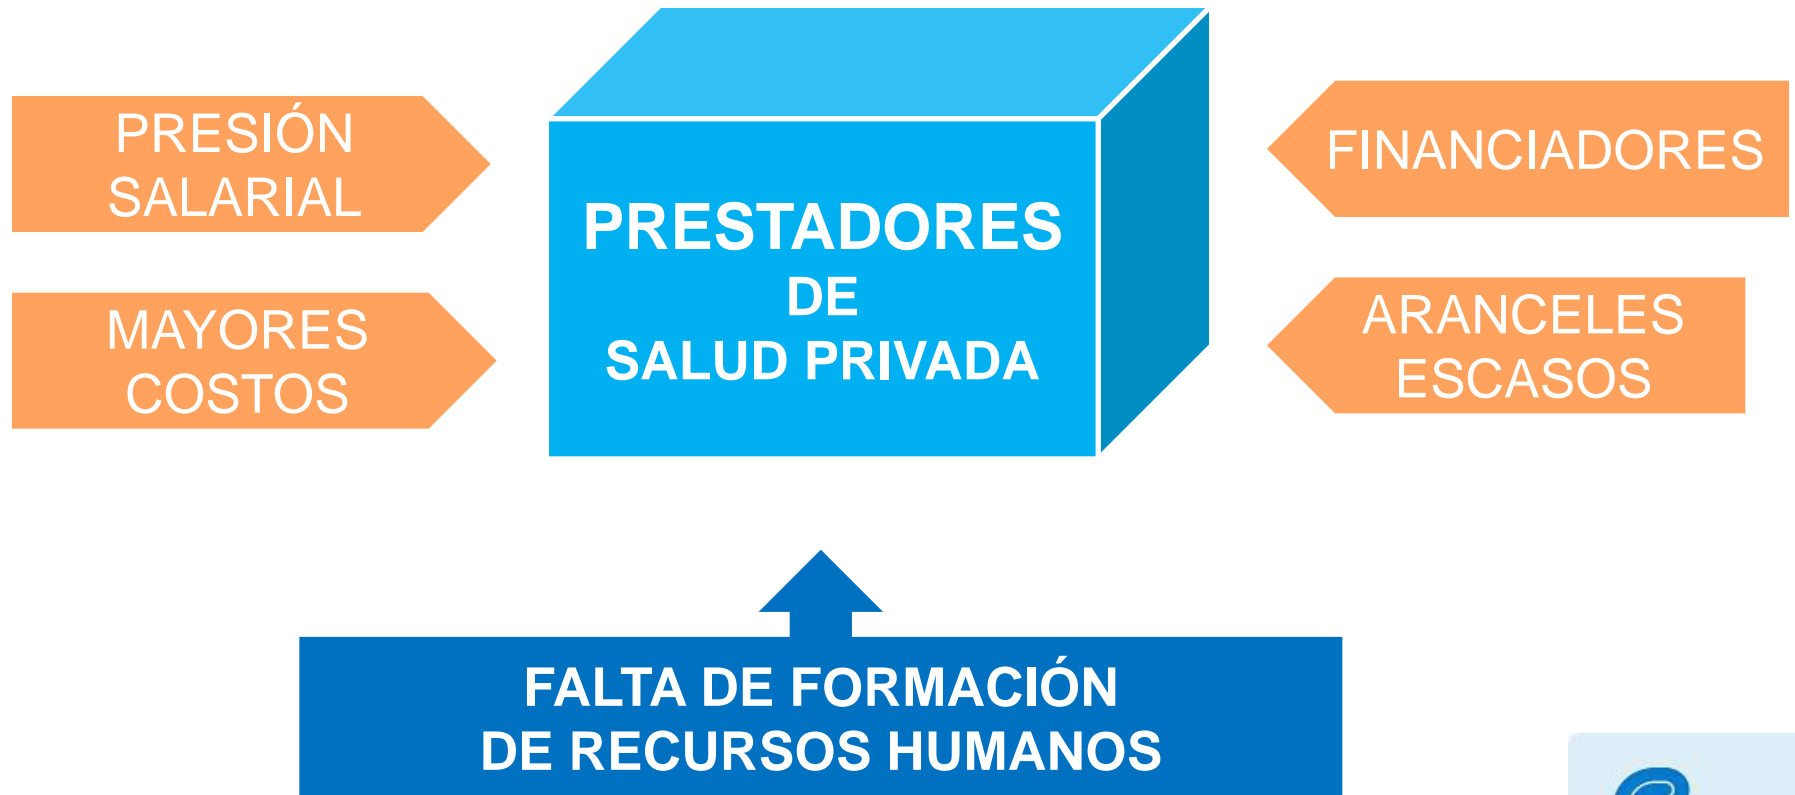 PRESIÓN
SALARIAL
MAYORES
COSTOS
PRESTADORES
DE
SALUD PRIVADA
FINANCIADORES
ARANCELES
ESCASOS
FALTA DE FORMACIÓN
DE RECURSOS HUMANOS